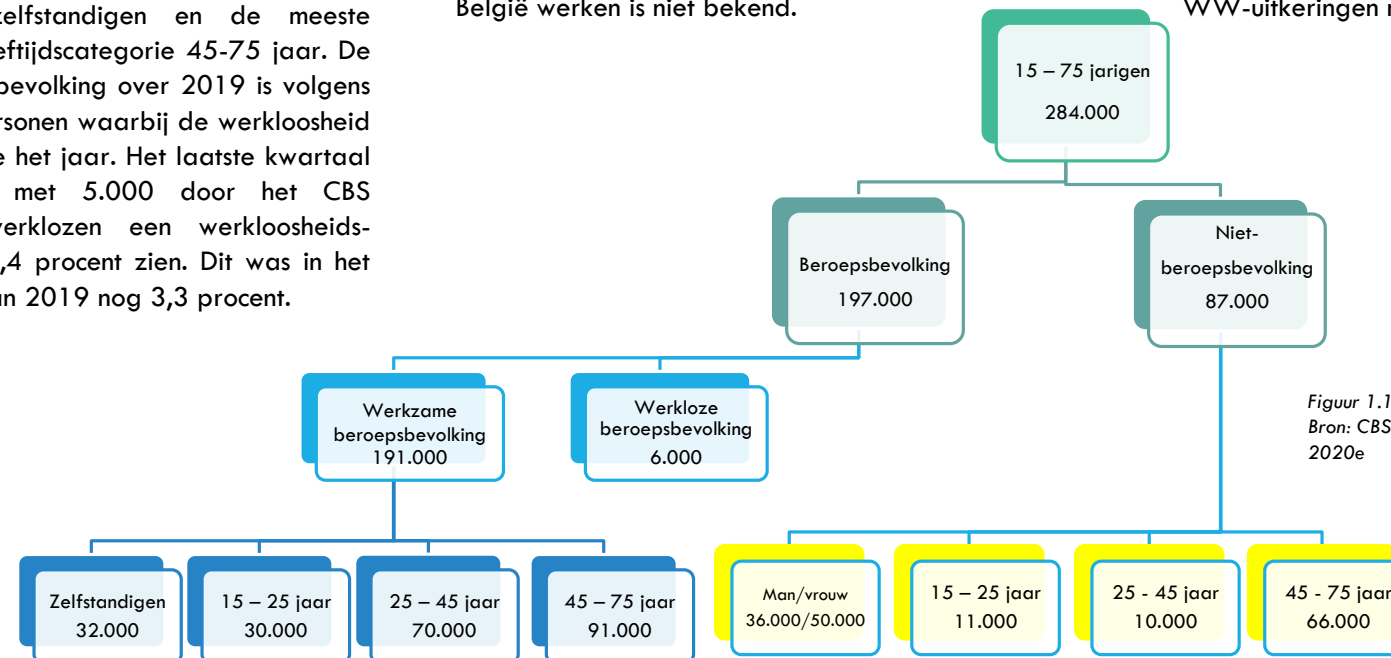 zelfstandigen en de meeste
eftijdscategorie 45-75 jaar. De
bevolking over 2019 is volgens
rsonen waarbij de werkloosheid
e het jaar. Het laatste kwartaal
met 5.000 door het CBS
verklozen een werkloosheids-
,4 procent zien. Dit was in het
an 2019 nog 3,3 procent.
België werken is niet bekend.
WW-uitkeringen
15 – 75 jarigen
284.000
Beroepsbevolking
197.000
Niet-
beroepsbevolking
87.000
Werkzame
beroepsbevolking
191.000
Werkloze
beroepsbevolking
6.000
Figuur 1.1
Bron: CBS
2020e
Zelfstandigen
32.000
15 – 25 jaar
30.000
25 – 45 jaar
70.000
45 – 75 jaar
91.000
Man/vrouw
36.000/50.000
15 – 25 jaar
11.000
25 - 45 jaar
10.000
45 - 75 jaar
66.000